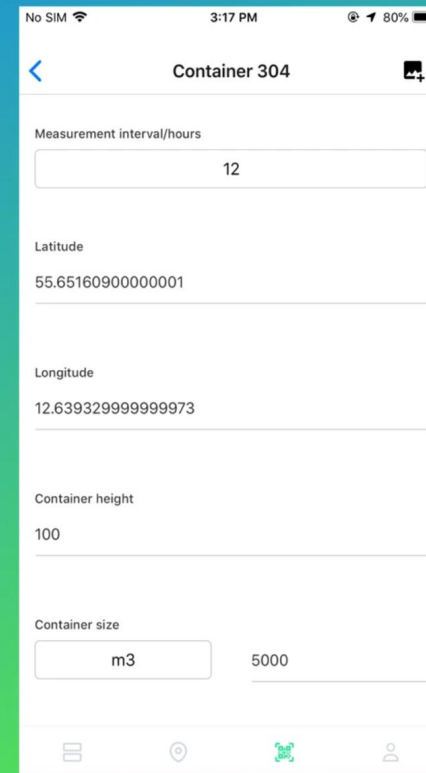 No SIM 3:17 PM 80%
Container 304
Measurement interval/hours
12
Latitude
55.65160900000001
Longitude
12.639329999999973
Container height
100
Container size
m3 5000